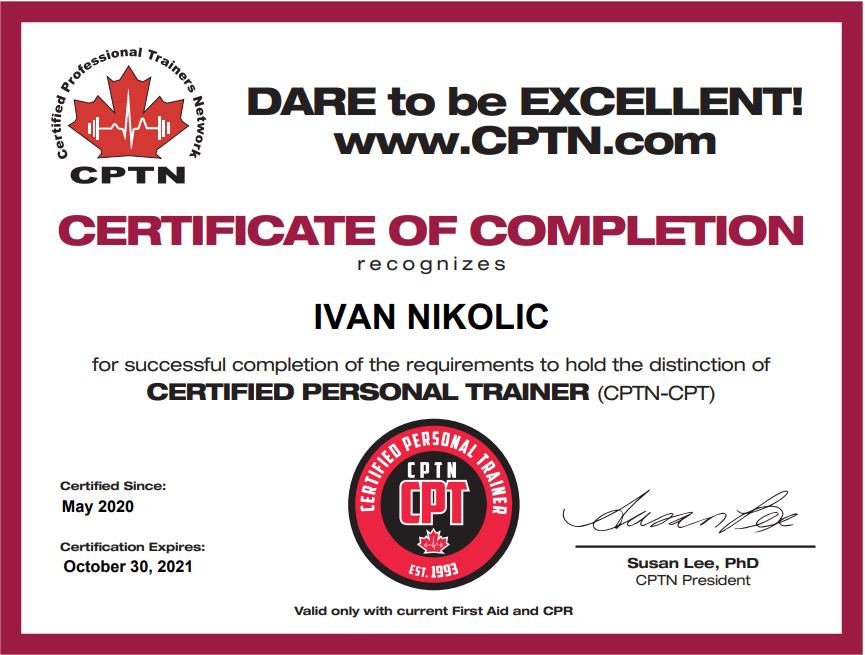 Certified Professional Trainers Network
CPTN
DARE to be EXCELLENT!
www.CPTN.com
CERTIFICATE OF COMPLETION
recognizes
IVAN NIKOLIC
for successful completion of the requirements to hold the distinction of
CERTIFIED PERSONAL TRAINER (CPTN-CPT)
CERTIFIED PERSONAL TRAINER
CPTN
CPT
EST. 1993
Certified Since:
May 2020
Certification Expires:
October 30, 2021
Susan Lee
Susan Lee, PhD
CPTN President
Valid only with current First Aid and CPR